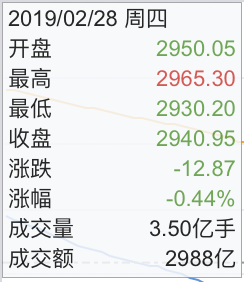 2019/02/28 周四
开盘 2950.05
最高 2965.30
最低 2930.20
收盘 2940.95
涨跌 -12.87
涨幅 -0.44%
成交量 3.50亿手
成交额 2988亿